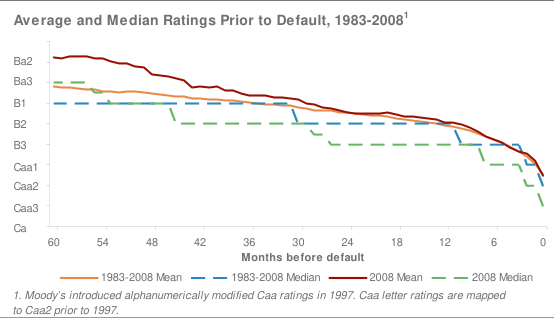 Average and Median Ratings Prior to Default, 1983-2008¹
Ba2
Ba3
B1
B2
B3
Caa1
Caa2
Caa3
Ca
60 54 48 42 36 30 24 18 12 6 0
Months before default
1983-2008 Mean 1983-2008 Median 2008 Mean 2008 Median
1. Moody's introduced alphanumerically modified Caa ratings in 1997. Caa letter ratings are mapped
to Caa2 prior to 1997.